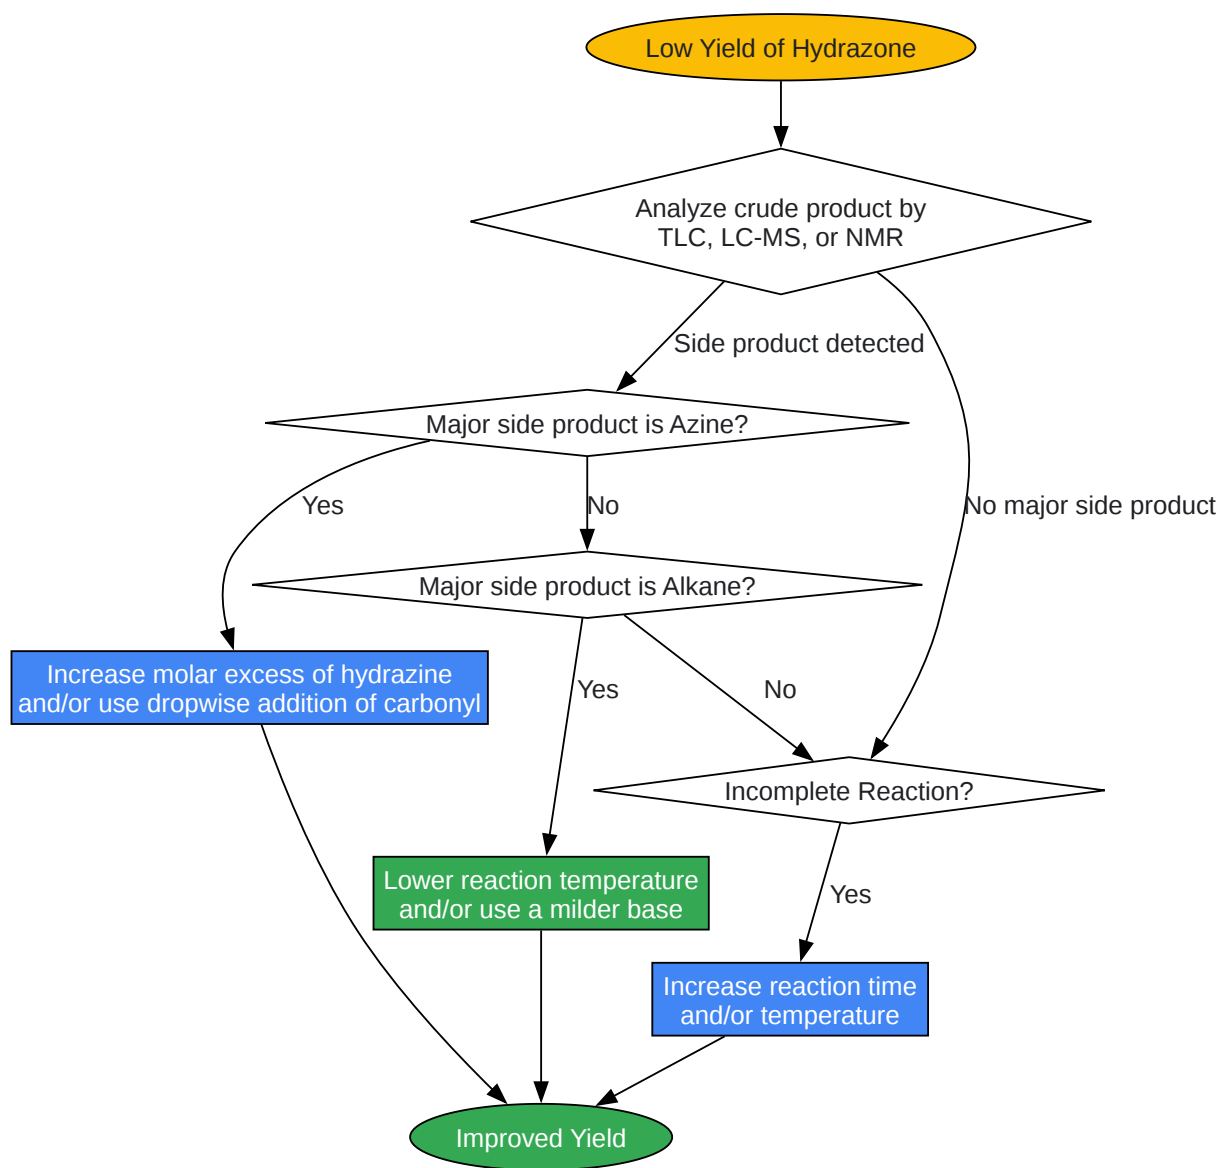 Low Yield of Hydrazone
Analyze crude product by
TLC, LC-MS, or NMR
Side product detected
Major side product is Azine?
Yes
No
No major side product
Major side product is Alkane?
Increase molar excess of hydrazine
and/or use dropwise addition of carbonyl
Yes
No
Incomplete Reaction?
Lower reaction temperature
and/or use a milder base
Yes
Increase reaction time
and/or temperature
Improved Yield